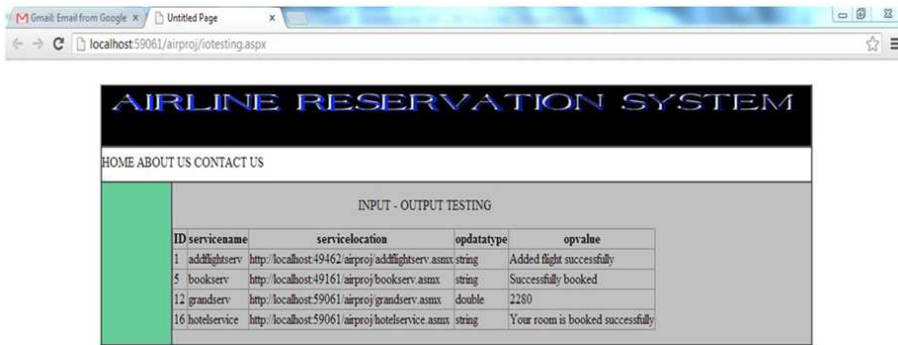 Gmail: Email from Google x Untitled Page x
localhost:59061/airproj/iotesting.aspx
AIRLINE RESERVATION SYSTEM
HOME ABOUT US CONTACT US
INPUT - OUTPUT TESTING
ID servicename servicelocation opdatatype opvalue
1 addflightserv http://localhost:49462/airproj/addflightserv.asmx string Added flight successfully
5 bookserv http://localhost:49161/airproj/bookserv.asmx string Successfully booked
12 grandserv http://localhost:59061/airproj/grandserv.asmx double 2280
16 hotelservice http://localhost:59061/airproj/hotelservice.asmx string Your room is booked successfully